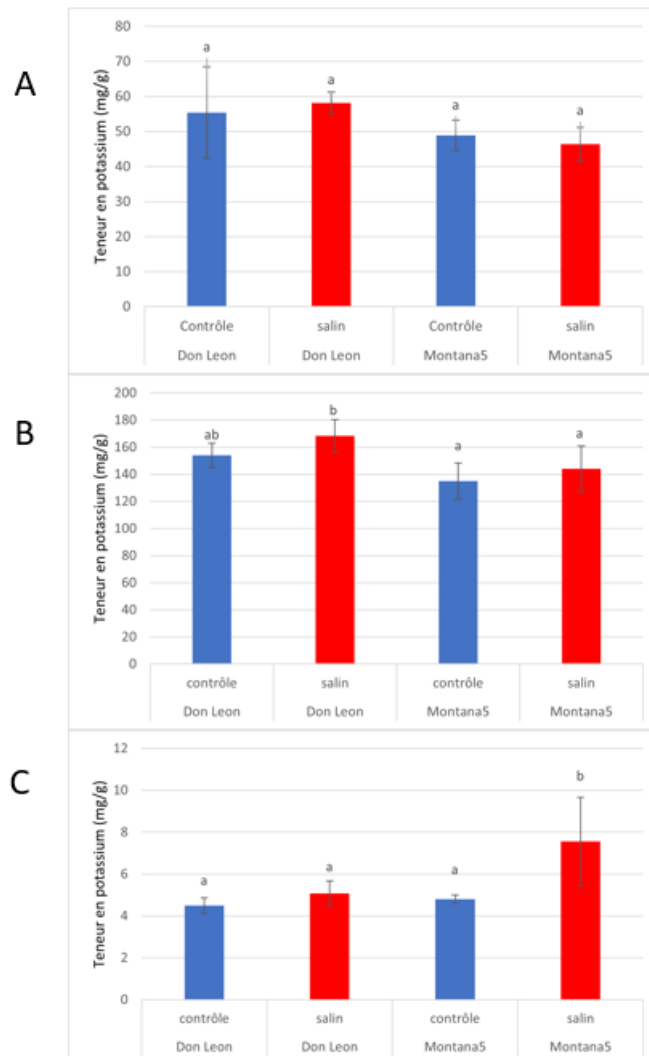 A
Teneur en potassium (mg/g)
80
70
60
50
40
30
20
10
0
a
a
a
a
Contrôle
salin
Contrôle
salin
Don Leon
Don Leon
Montana5
Montana5
B
Teneur en potassium (mg/g)
200
180
160
140
120
100
80
60
40
20
0
ab
b
a
a
contrôle
salin
contrôle
salin
Don Leon
Don Leon
Montana5
Montana5
C
Teneur en potassium (mg/g)
12
10
8
6
4
2
0
a
a
a
b
contrôle
salin
contrôle
salin
Don Leon
Don Leon
Montana5
Montana5